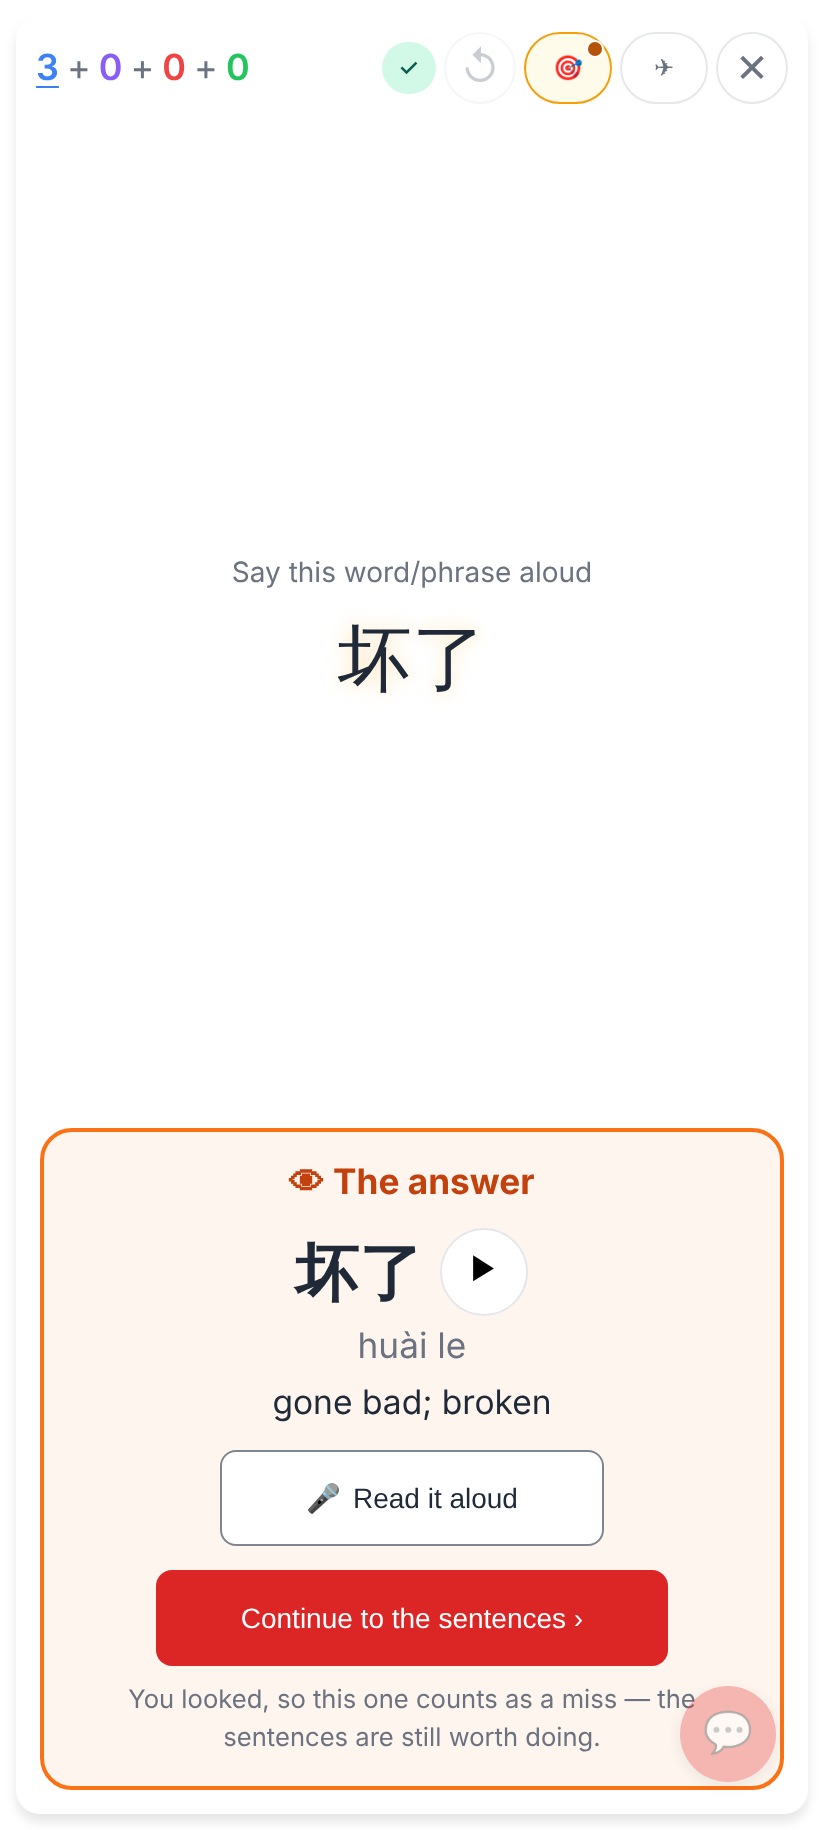 3 + 0 + 0 + 0
Say this word/phrase aloud
坏了
The answer
坏了
huài le
gone bad; broken
Read it aloud
Continue to the sentences ›
You looked, so this one counts as a miss — the
sentences are still worth doing.